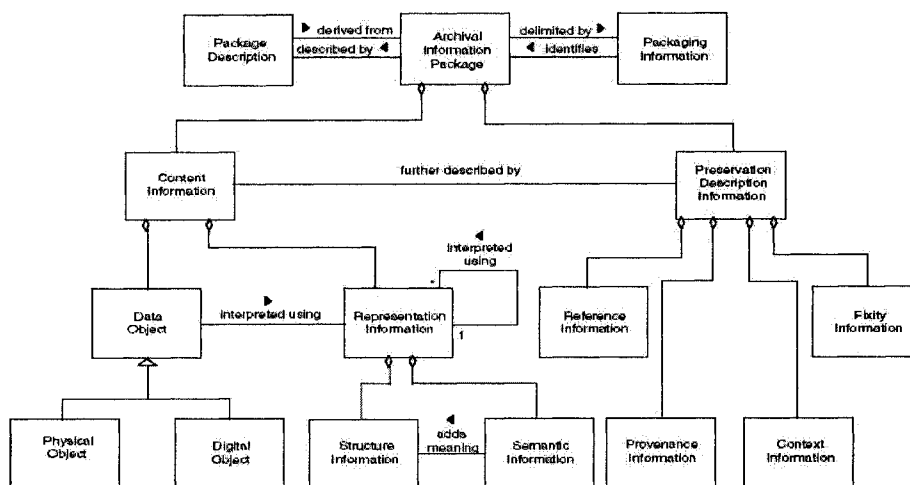 Package
Description
derived from
described by
Archival
Information
Package
delimited by
identifies
Packaging
Information
Content
Information
further described by
Preservation
Description
Information
Interpreted
using
*
1
Data
Object
interpreted using
Representation
Information
Reference
Information
Fixity
Information
Physical
Object
Digital
Object
Structure
Information
adds
meaning
Semantic
Information
Provenance
Information
Context
Information